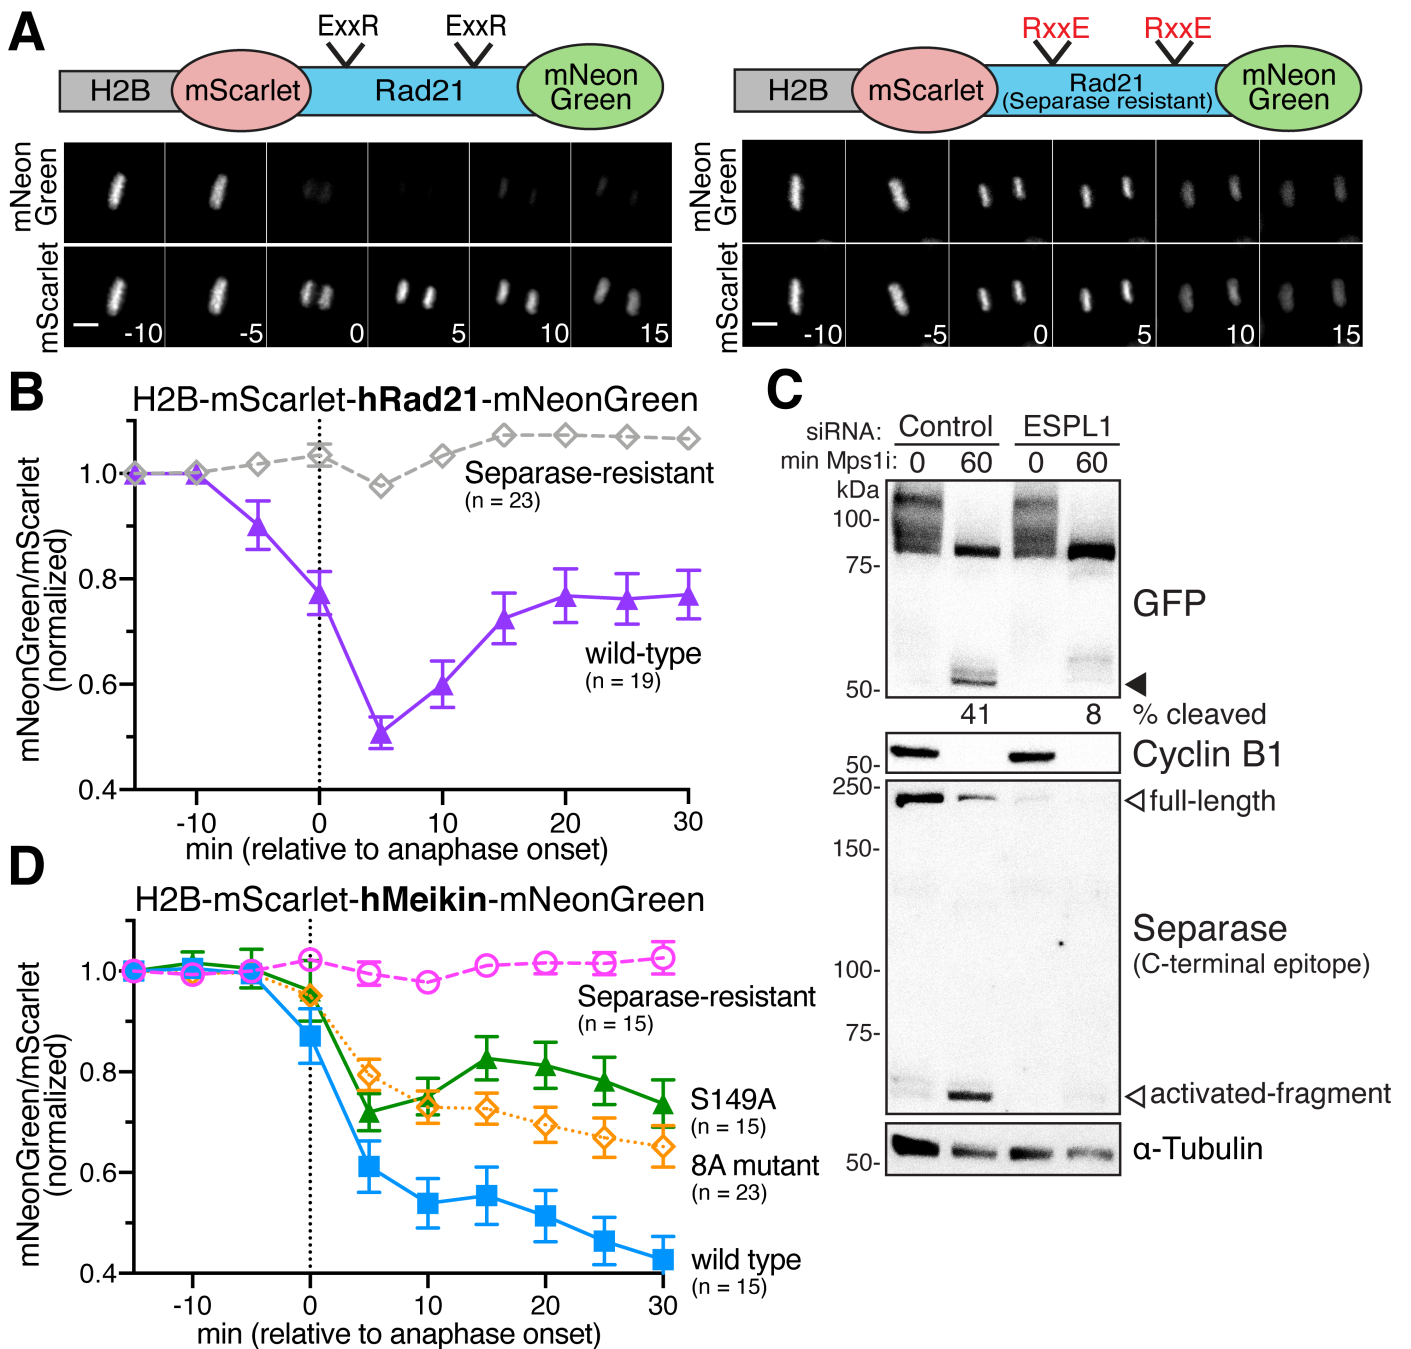 A
ExxR ExxR
H2B mScarlet Rad21 mNeon
Green
RxxE RxxE
H2B mScarlet Rad21
(Separase resistant) mNeon
Green
mNeon
Green
mScarlet
-10 -5 0 5 10 15
mNeon
Green
mScarlet
-10 -5 0 5 10 15
B
H2B-mScarlet-hRad21-mNeonGreen
mNeonGreen/mScarlet
(normalized)
1.0
0.8
0.6
0.4
Separase-resistant
(n = 23)
wild-type
(n = 19)
-10 0 10 20 30
min (relative to anaphase onset)
C
siRNA: Control ESPL1
min Mps1i: 0 60 0 60
kDa
100-
75-
50-
GFP
41 8 % cleaved
50-
Cyclin B1
250-
full-length
150-
100-
75-
Separase
(C-terminal epitope)
activated-fragment
50-
α-Tubulin
D
H2B-mScarlet-hMeikin-mNeonGreen
mNeonGreen/mScarlet
(normalized)
1.0
0.8
0.6
0.4
Separase-resistant
(n = 15)
S149A
(n = 15)
8A mutant
(n = 23)
wild type
(n = 15)
-10 0 10 20 30
min (relative to anaphase onset)